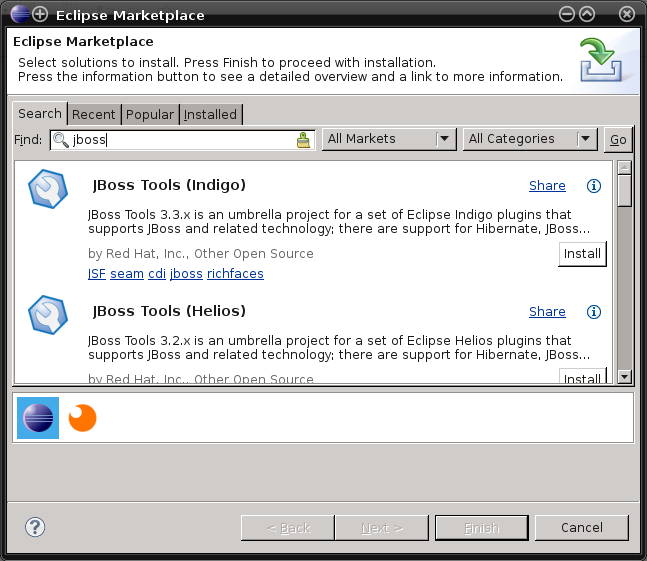 Eclipse Marketplace
Eclipse Marketplace
Select solutions to install. Press Finish to proceed with installation.
Press the information button to see a detailed overview and a link to more information.
Search Recent Popular Installed
Find: jboss All Markets All Categories Go
JBoss Tools (Indigo) Share
JBoss Tools 3.3.x is an umbrella project for a set of Eclipse Indigo plugins that
supports JBoss and related technology; there are support for Hibernate, JBoss...
by Red Hat, Inc., Other Open Source Install
JSF seam cdi jboss richfaces
JBoss Tools (Helios) Share
JBoss Tools 3.2.x is an umbrella project for a set of Eclipse Helios plugins that
supports JBoss and related technology; there are support for Hibernate, JBoss...
by Red Hat, Inc., Other Open Source Install
< Back Next > Finish Cancel